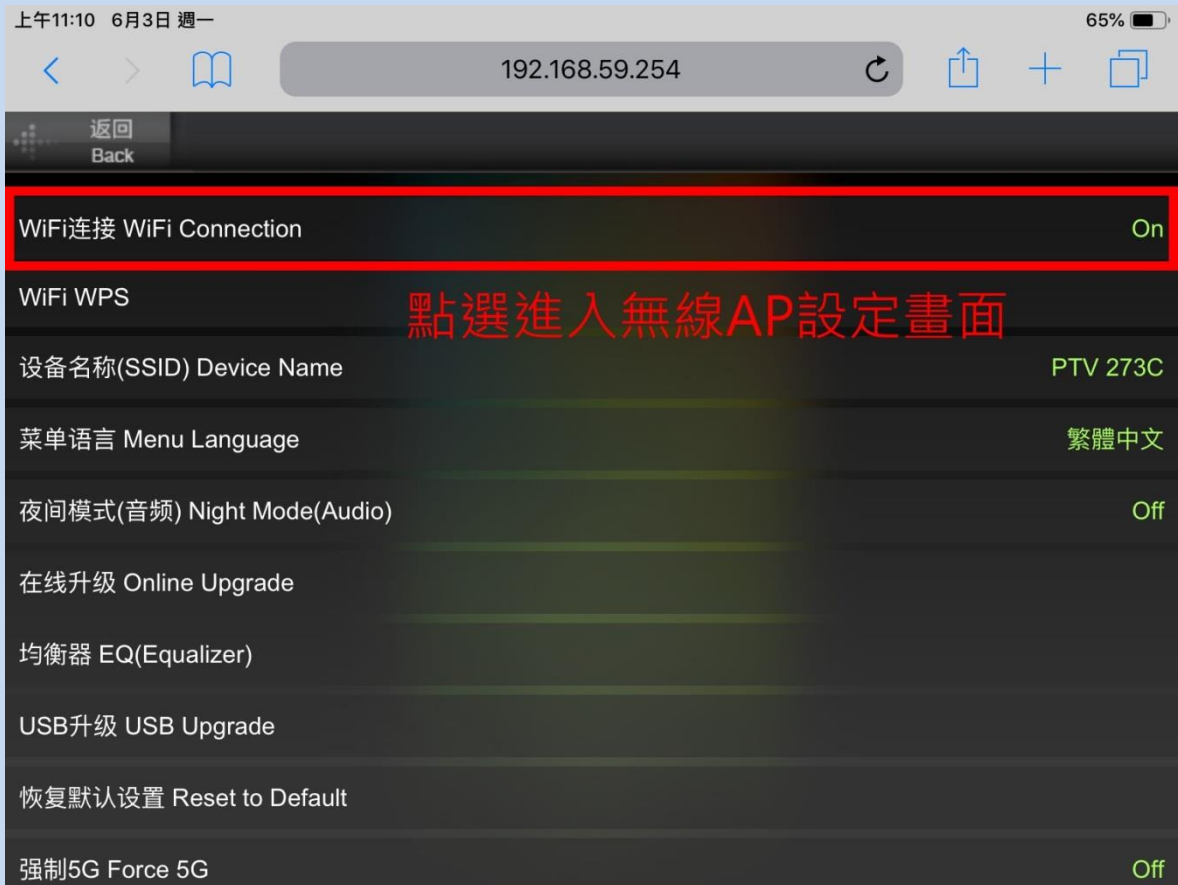 上午11:10 6月3日 週一 65%
192.168.59.254
返回
Back
WiFi连接 WiFi Connection On
WiFi WPS
點選進入無線AP設定畫面
设备名称(SSID) Device Name PTV 273C
菜单语言 Menu Language 繁體中文
夜间模式(音频) Night Mode(Audio) Off
在线升级 Online Upgrade
均衡器 EQ(Equalizer)
USB升级 USB Upgrade
恢复默认设置 Reset to Default
强制5G Force 5G Off